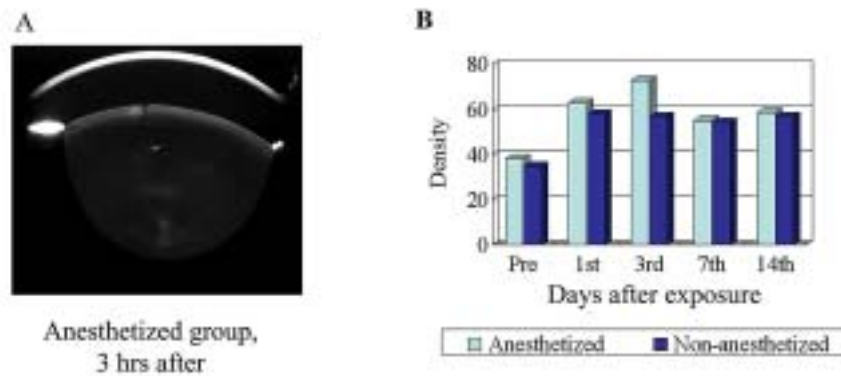 A
Anesthetized group,
3 hrs after
B
80
60
40
20
0
Density
Pre 1st 3rd 7th 14th
Days after exposure
Anesthetized Non-anesthetized